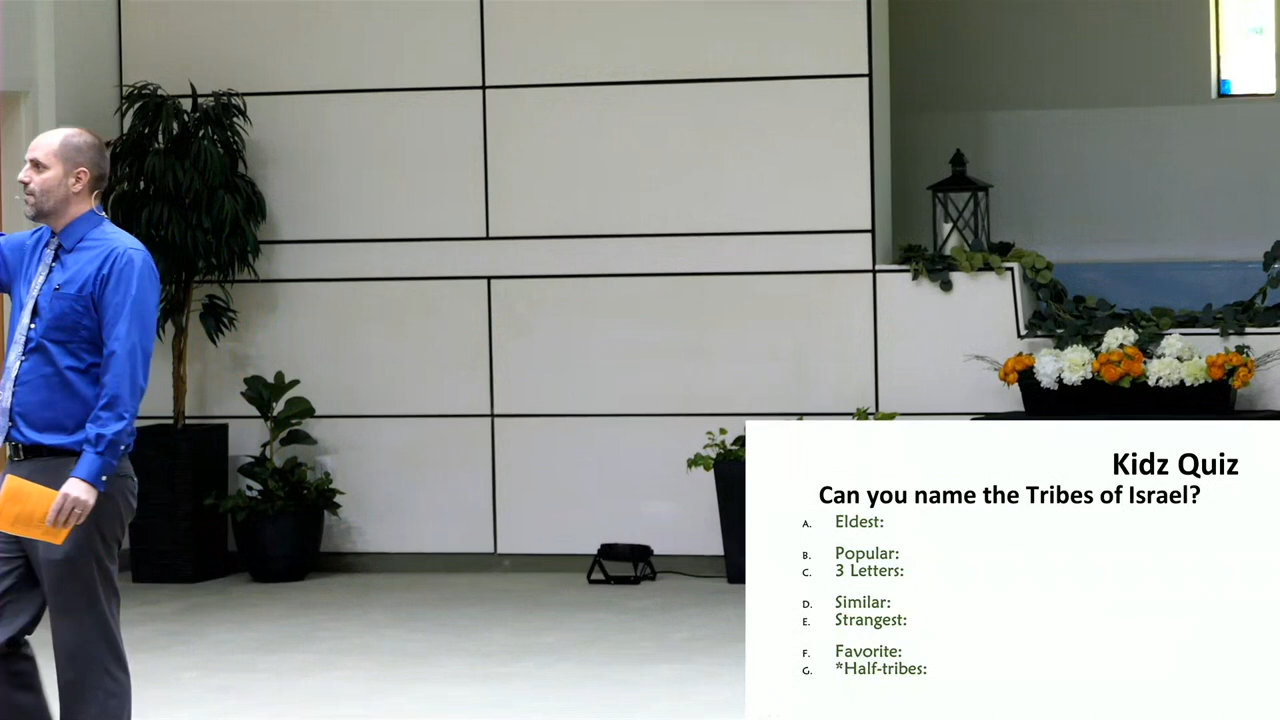 Kidz Quiz
Can you name the Tribes of Israel?
A. Eldest:
B. Popular:
C. 3 Letters:
D. Similar:
E. Strangest:
F. Favorite:
G. *Half-tribes: